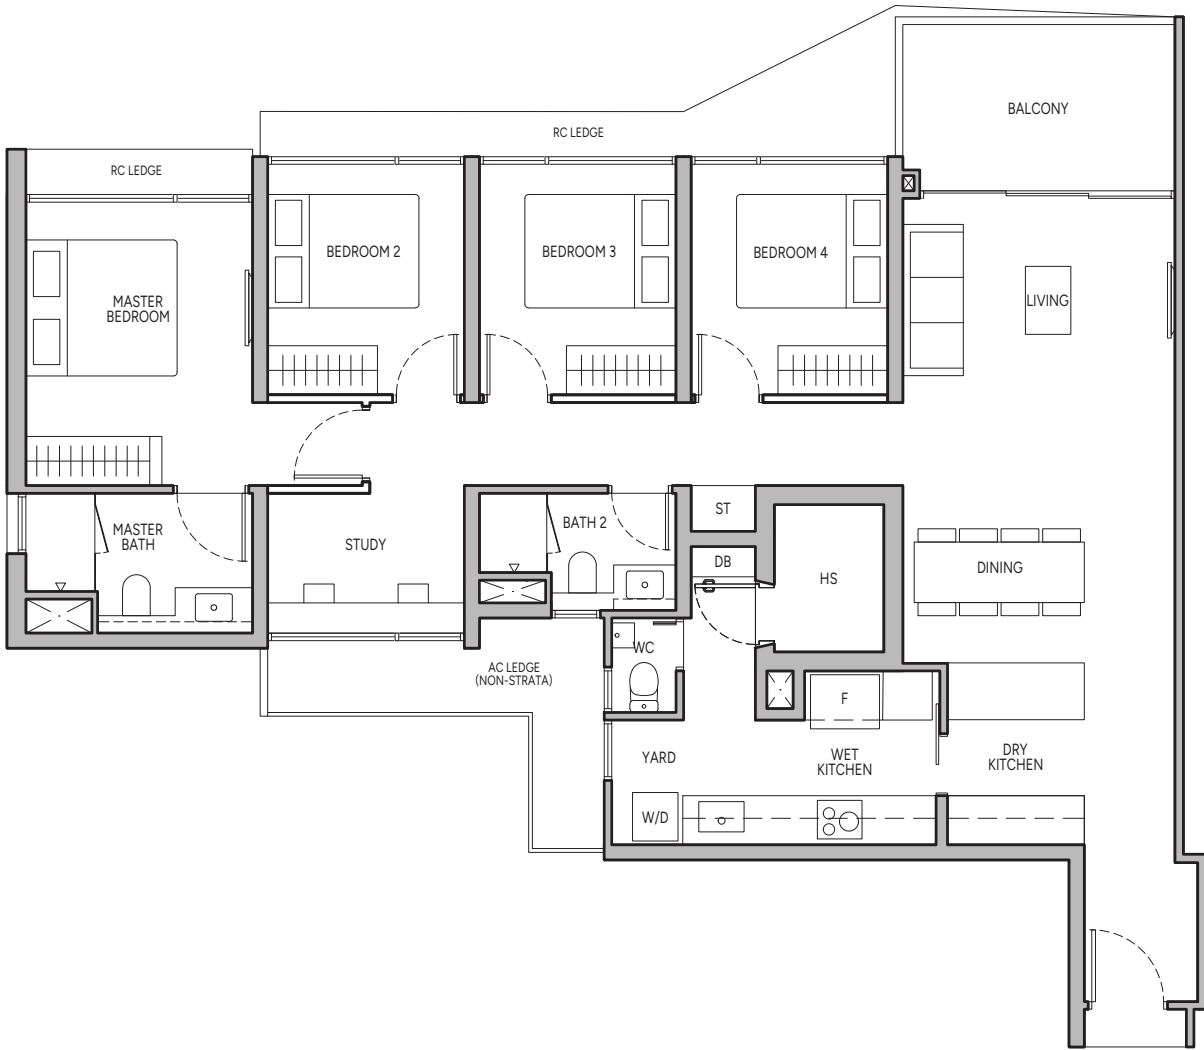 BALCONY
RC LEDGE
RC LEDGE
BEDROOM 2
BEDROOM 3
BEDROOM 4
MASTER
BEDROOM
LIVING
ST
BATH 2
MASTER
BATH
STUDY
DB
HS
DINING
WC
AC LEDGE
(NON-STRATA)
F
YARD
WET
KITCHEN
DRY
KITCHEN
W/D